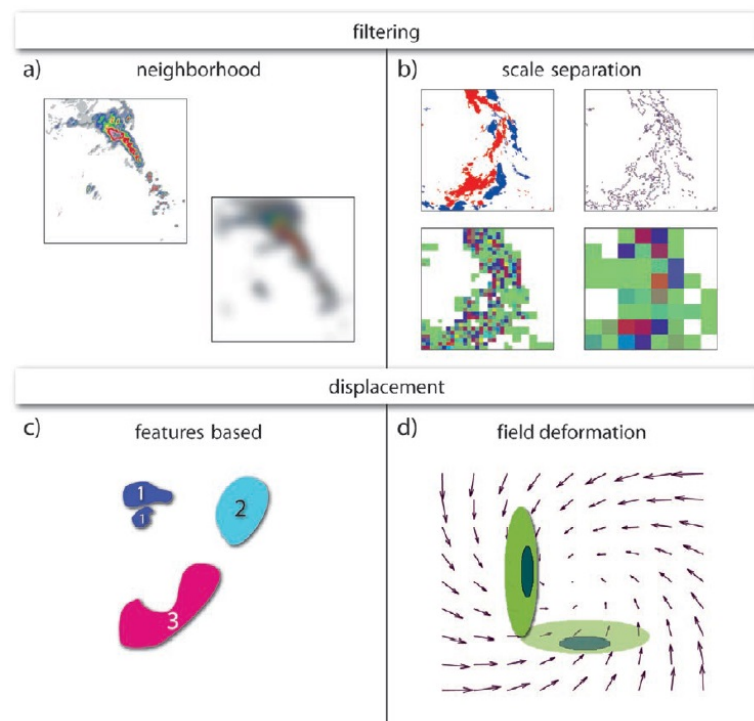 filtering
a)
neighborhood
b)
scale separation
displacement
c)
features based
1
1
2
3
d)
field deformation